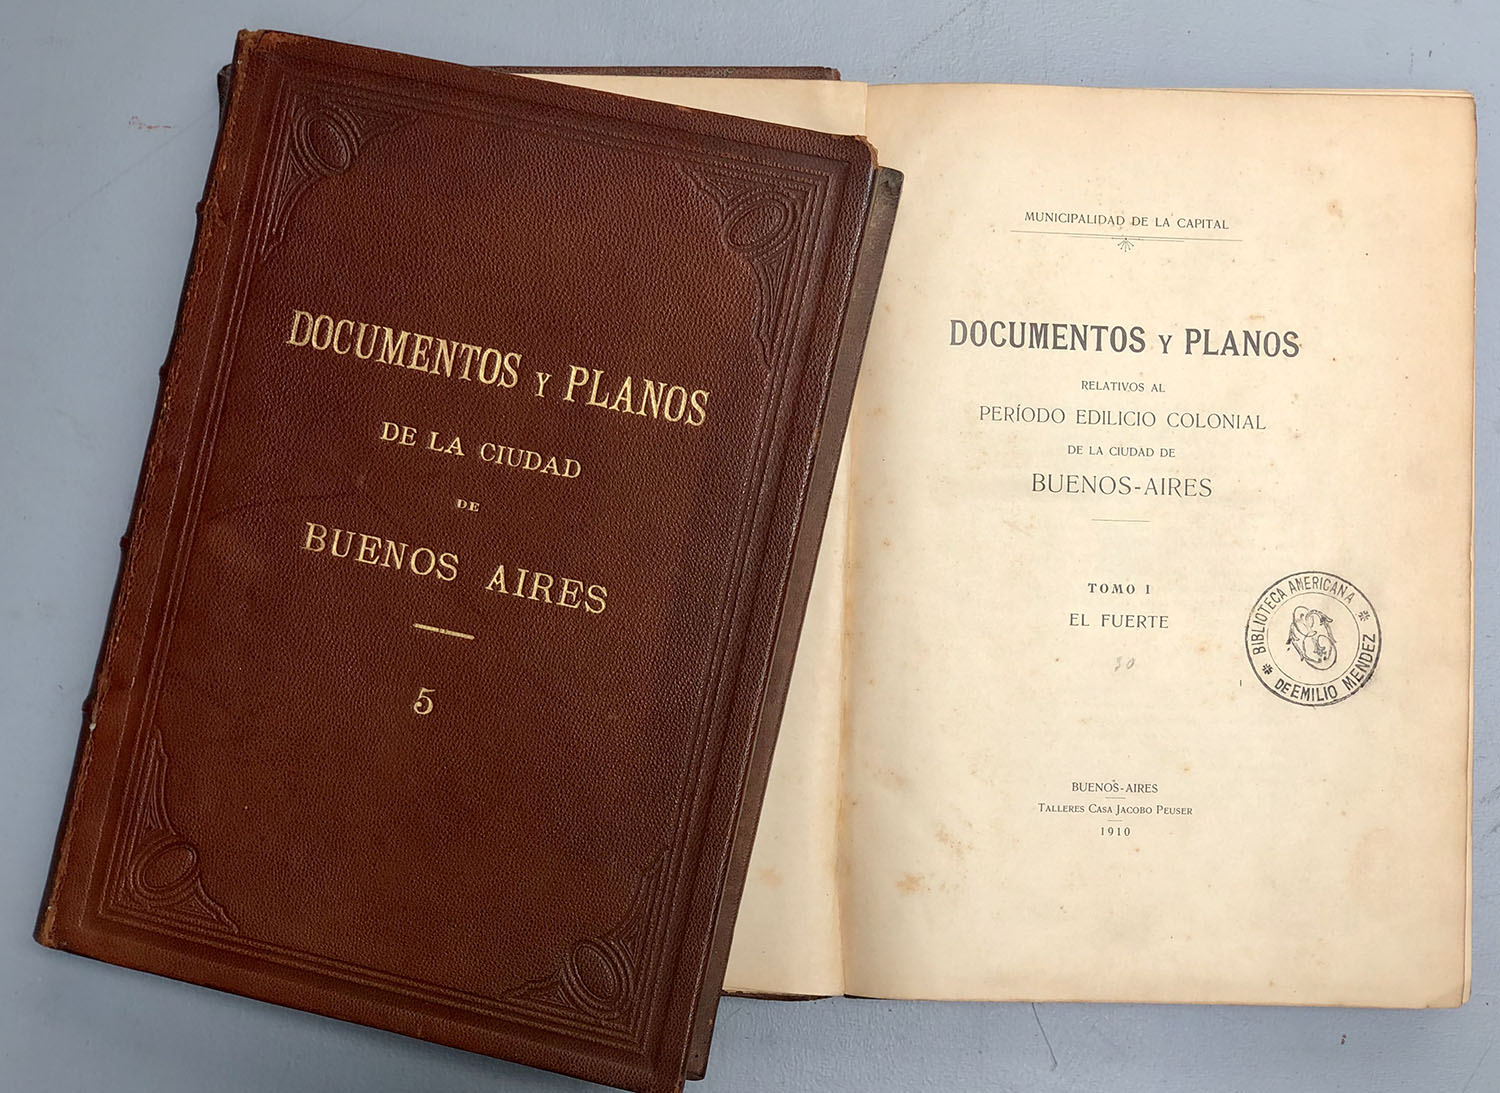 DOCUMENTOS Y PLANOS
DE LA CIUDAD
DE
BUENOS AIRES
5
MUNICIPALIDAD DE LA CAPITAL
DOCUMENTOS Y PLANOS
RELATIVOS AL
PERÍODO EDILICIO COLONIAL
DE LA CIUDAD DE
BUENOS-AIRES
TOMO I
EL FUERTE
30
BIBLIOTECA AMERICANA
DE EMILIO MENDEZ
BUENOS-AIRES
TALLERES CASA JACOBO PEUSER
1910